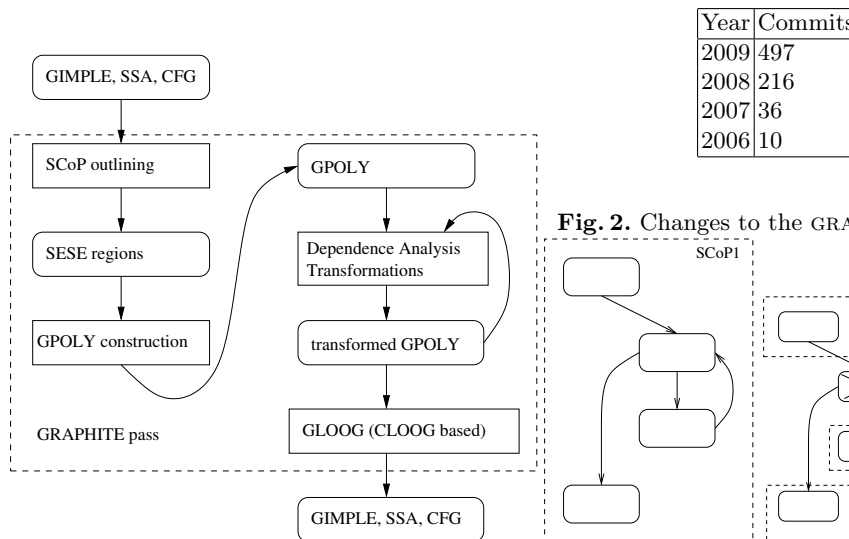 GIMPLE, SSA, CFG
SCoP outlining
SESE regions
GPOLY construction
GRAPHITE pass
GPOLY
Dependence Analysis
Transformations
transformed GPOLY
GLOOG (CLOOG based)
GIMPLE, SSA, CFG
Year Commits
2009 497
2008 216
2007 36
2006 10
Fig. 2. Changes to the GRA
SCoP1